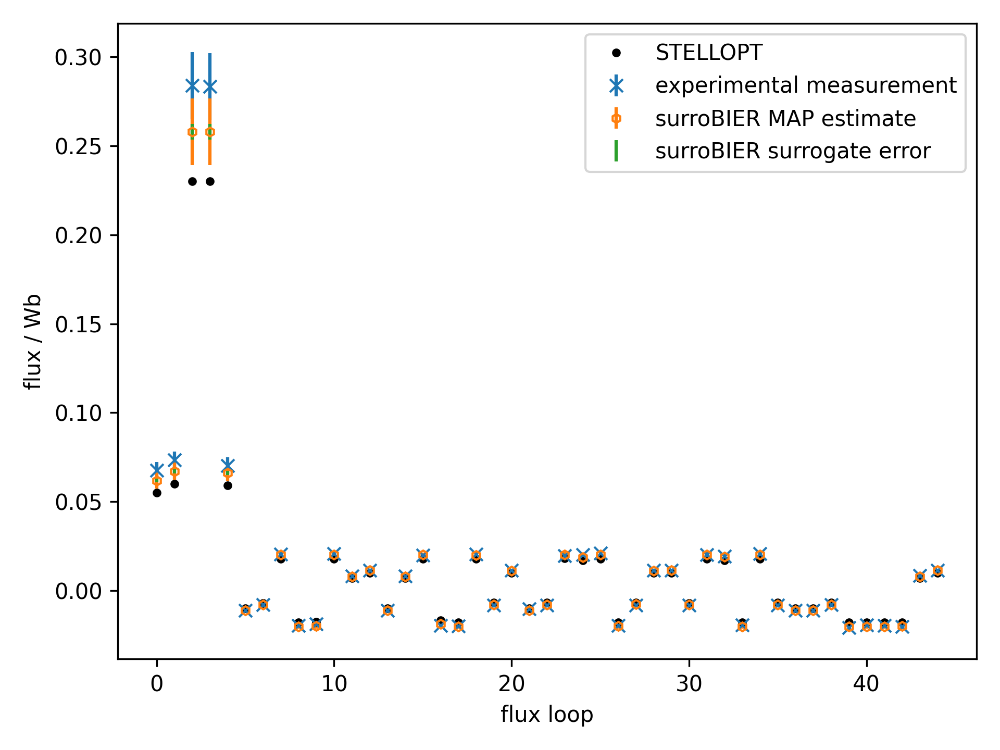 STELLOPT
experimental measurement
surroBIER MAP estimate
surroBIER surrogate error
0.30
0.25
0.20
0.15
0.10
0.05
0.00
flux / Wb
0 10 20 30 40
flux loop